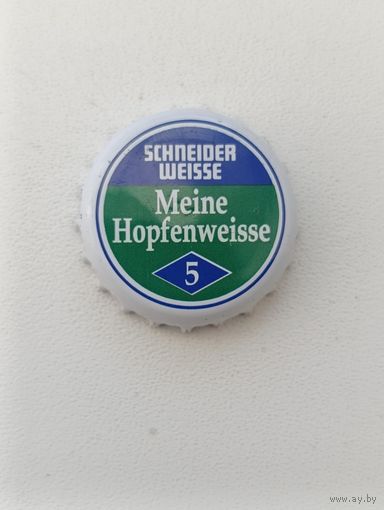 SCHNEIDER
WEISSE
Meine
Hopfenweisse
5
www.ay.by